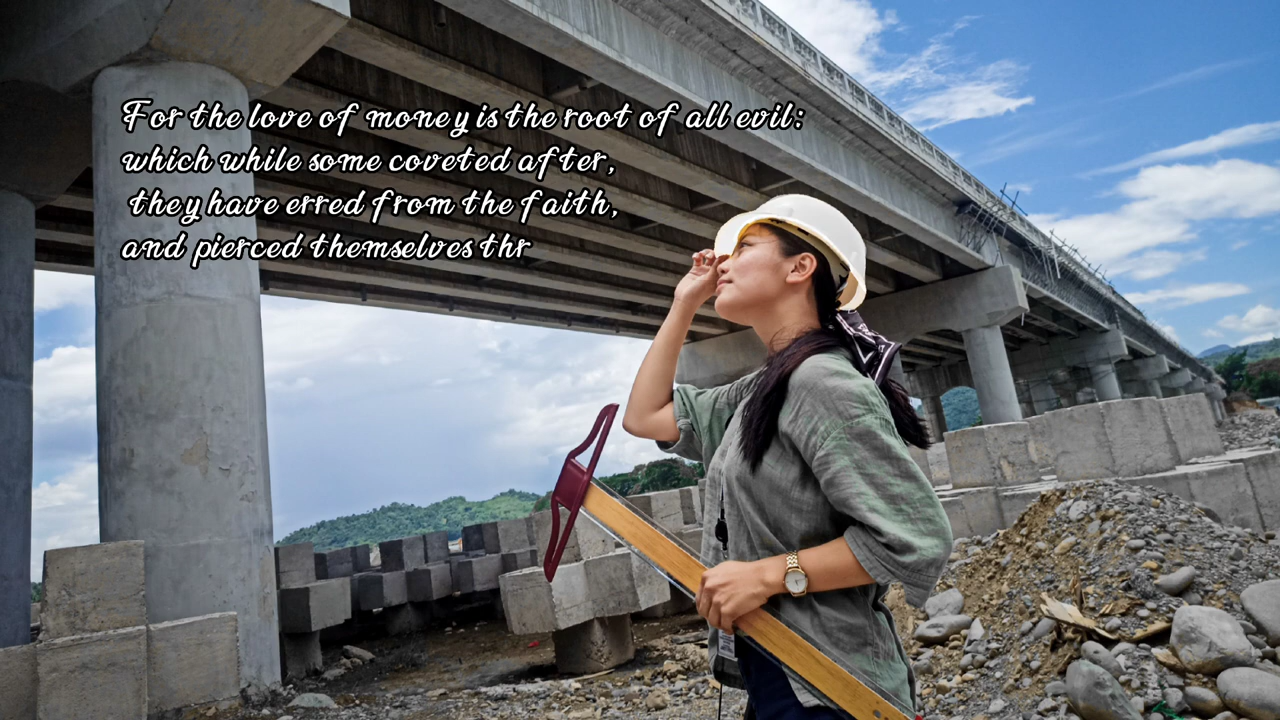 For the love of money is the root of all evil:
which while some coveted after,
they have erred from the faith,
and pierced themselves thr